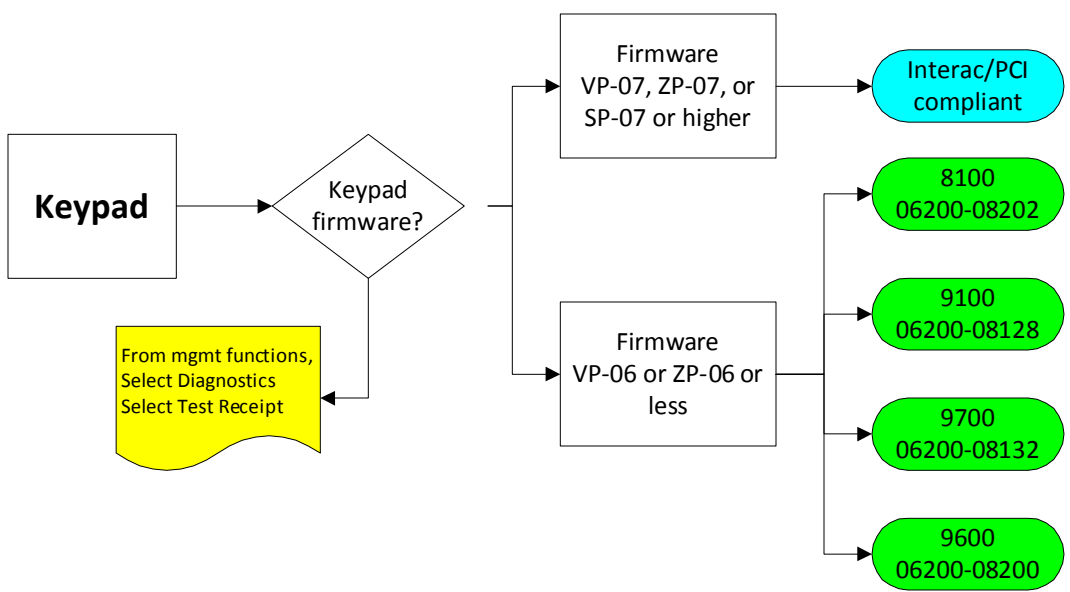 Keypad
Keypad
firmware?
From mgmt functions,
Select Diagnostics
Select Test Receipt
Firmware
VP-07, ZP-07, or
SP-07 or higher
Interac/PCI
compliant
Firmware
VP-06 or ZP-06 or
less
8100
06200-08202
9100
06200-08128
9700
06200-08132
9600
06200-08200